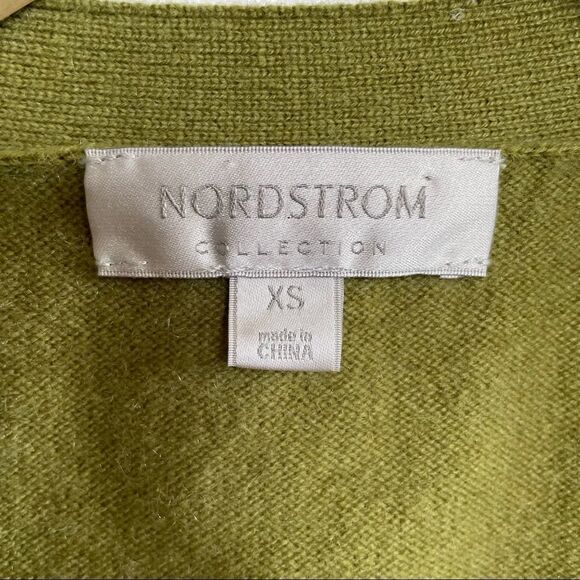 NORDSTROM
COLLECTION
XS
made in
CHINA